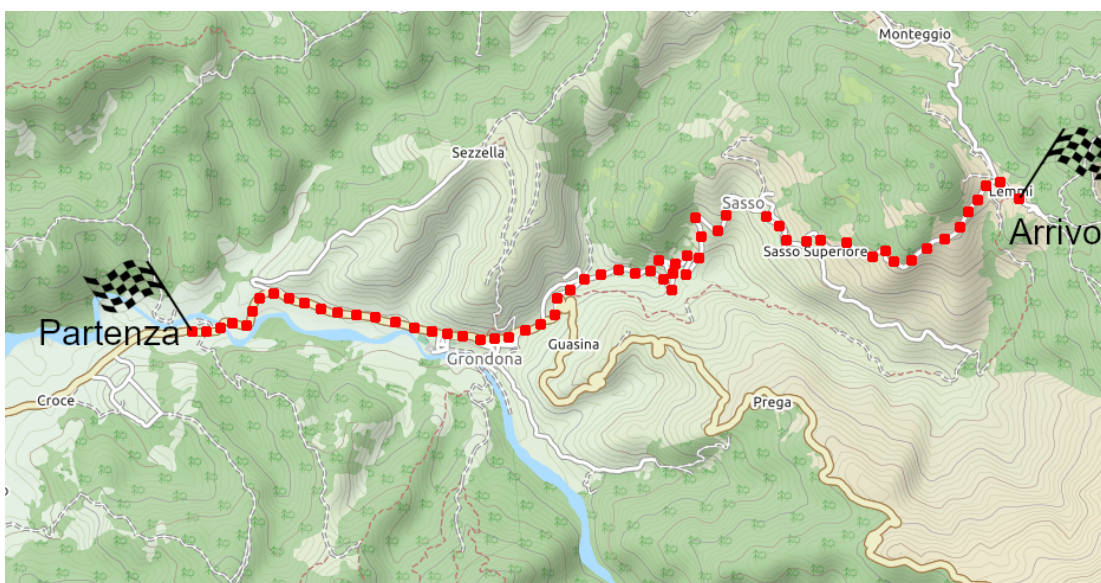 Monteggio
Sezzella
Lemmi
Sasso
Arrivo
Sasso Superiore
Partenza
Guasina
Grondona
Croce
Prega